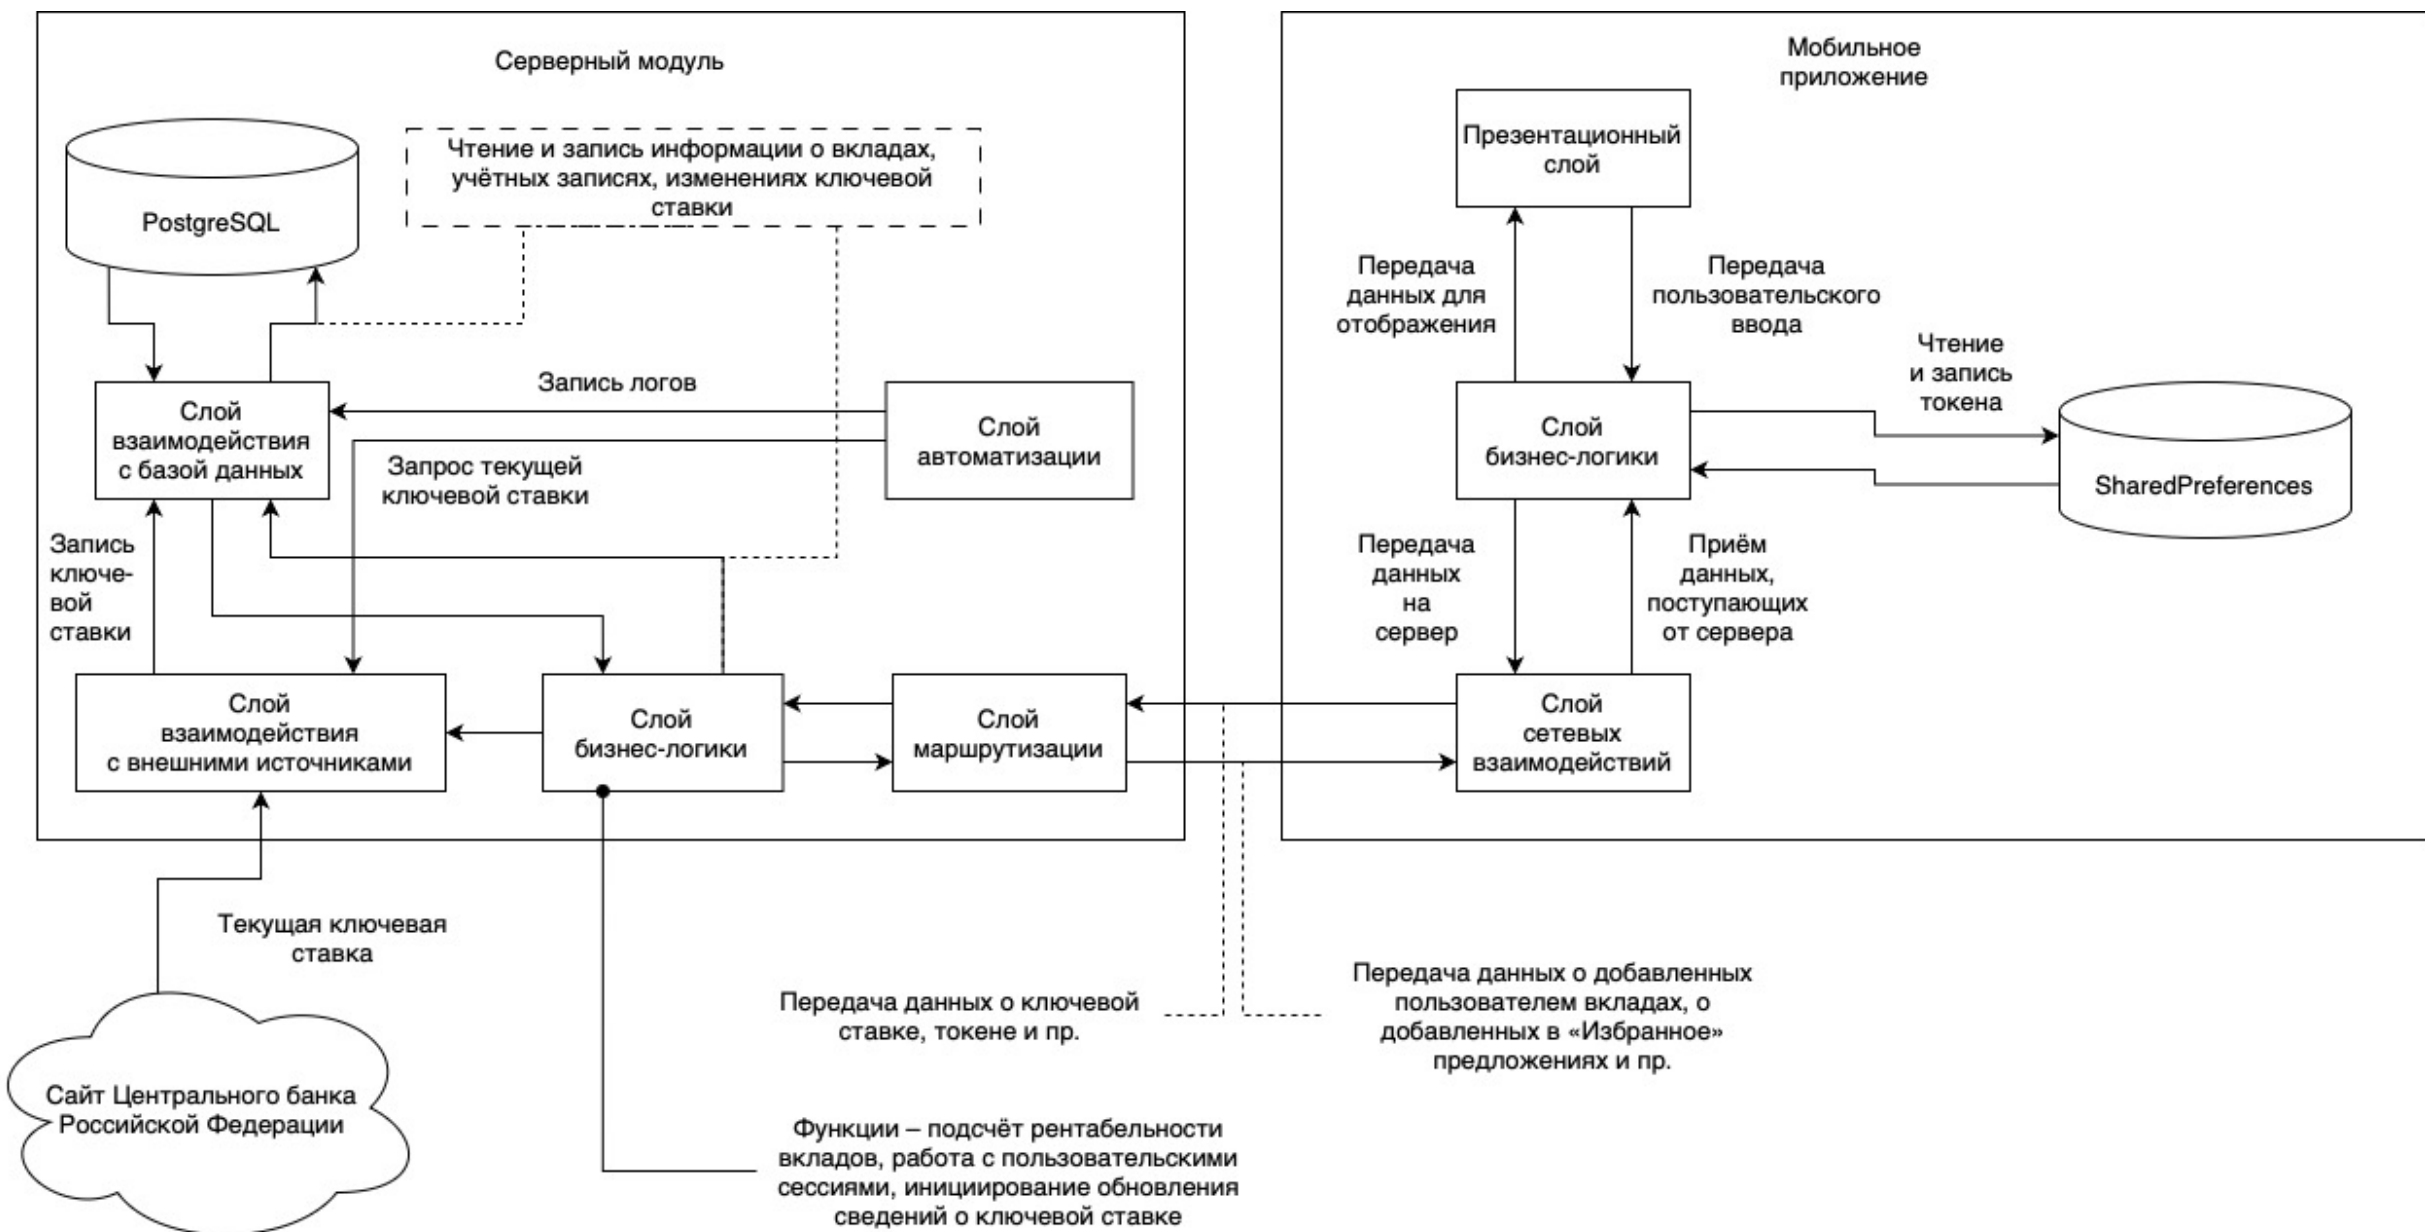 Серверный модуль
Мобильное
приложение
PostgreSQL
Чтение и запись информации о вкладах,
учётных записях, изменениях ключевой
ставки
Презентационный
слой
Передача
данных для
отображения
Передача
пользовательского
ввода
Запись логов
Слой
взаимодействия
с базой данных
Слой
автоматизации
Запрос текущей
ключевой ставки
Слой
бизнес-логики
Чтение
и запись
токена
SharedPreferences
Запись
ключе-
вой
ставки
Передача
данных
на
сервер
Приём
данных,
поступающих
от сервера
Слой
взаимодействия
с внешними источниками
Слой
бизнес-логики
Слой
маршрутизации
Слой
сетевых
взаимодействий
Текущая ключевая
ставка
Передача данных о ключевой
ставке, токене и пр.
Передача данных о добавленных
пользователем вкладах, о
добавленных в «Избранное»
предложениях и пр.
Сайт Центрального банка
Российской Федерации
Функции – подсчёт рентабельности
вкладов, работа с пользовательскими
сессиями, инициирование обновления
сведений о ключевой ставке